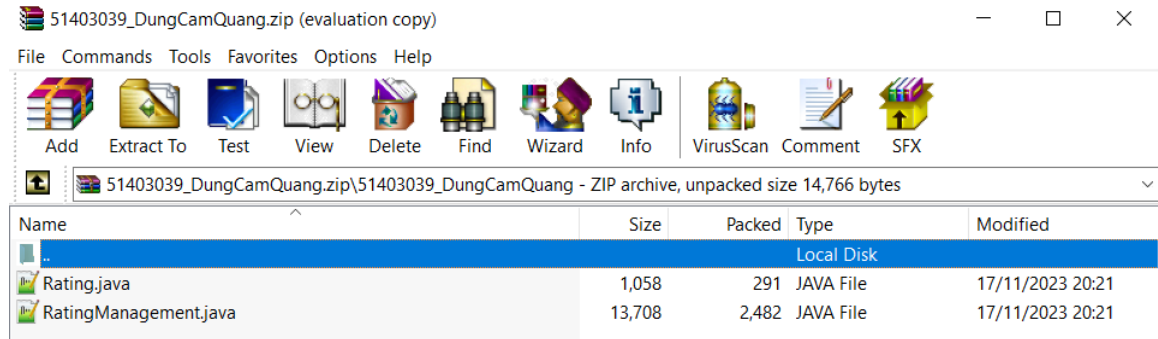 51403039_DungCamQuang.zip (evaluation copy)
File Commands Tools Favorites Options Help
Add Extract To Test View Delete Find Wizard Info VirusScan Comment SFX
51403039_DungCamQuang.zip\51403039_DungCamQuang - ZIP archive, unpacked size 14,766 bytes
Name Size Packed Type Modified
.. Local Disk
Rating.java 1,058 291 JAVA File 17/11/2023 20:21
RatingManagement.java 13,708 2,482 JAVA File 17/11/2023 20:21